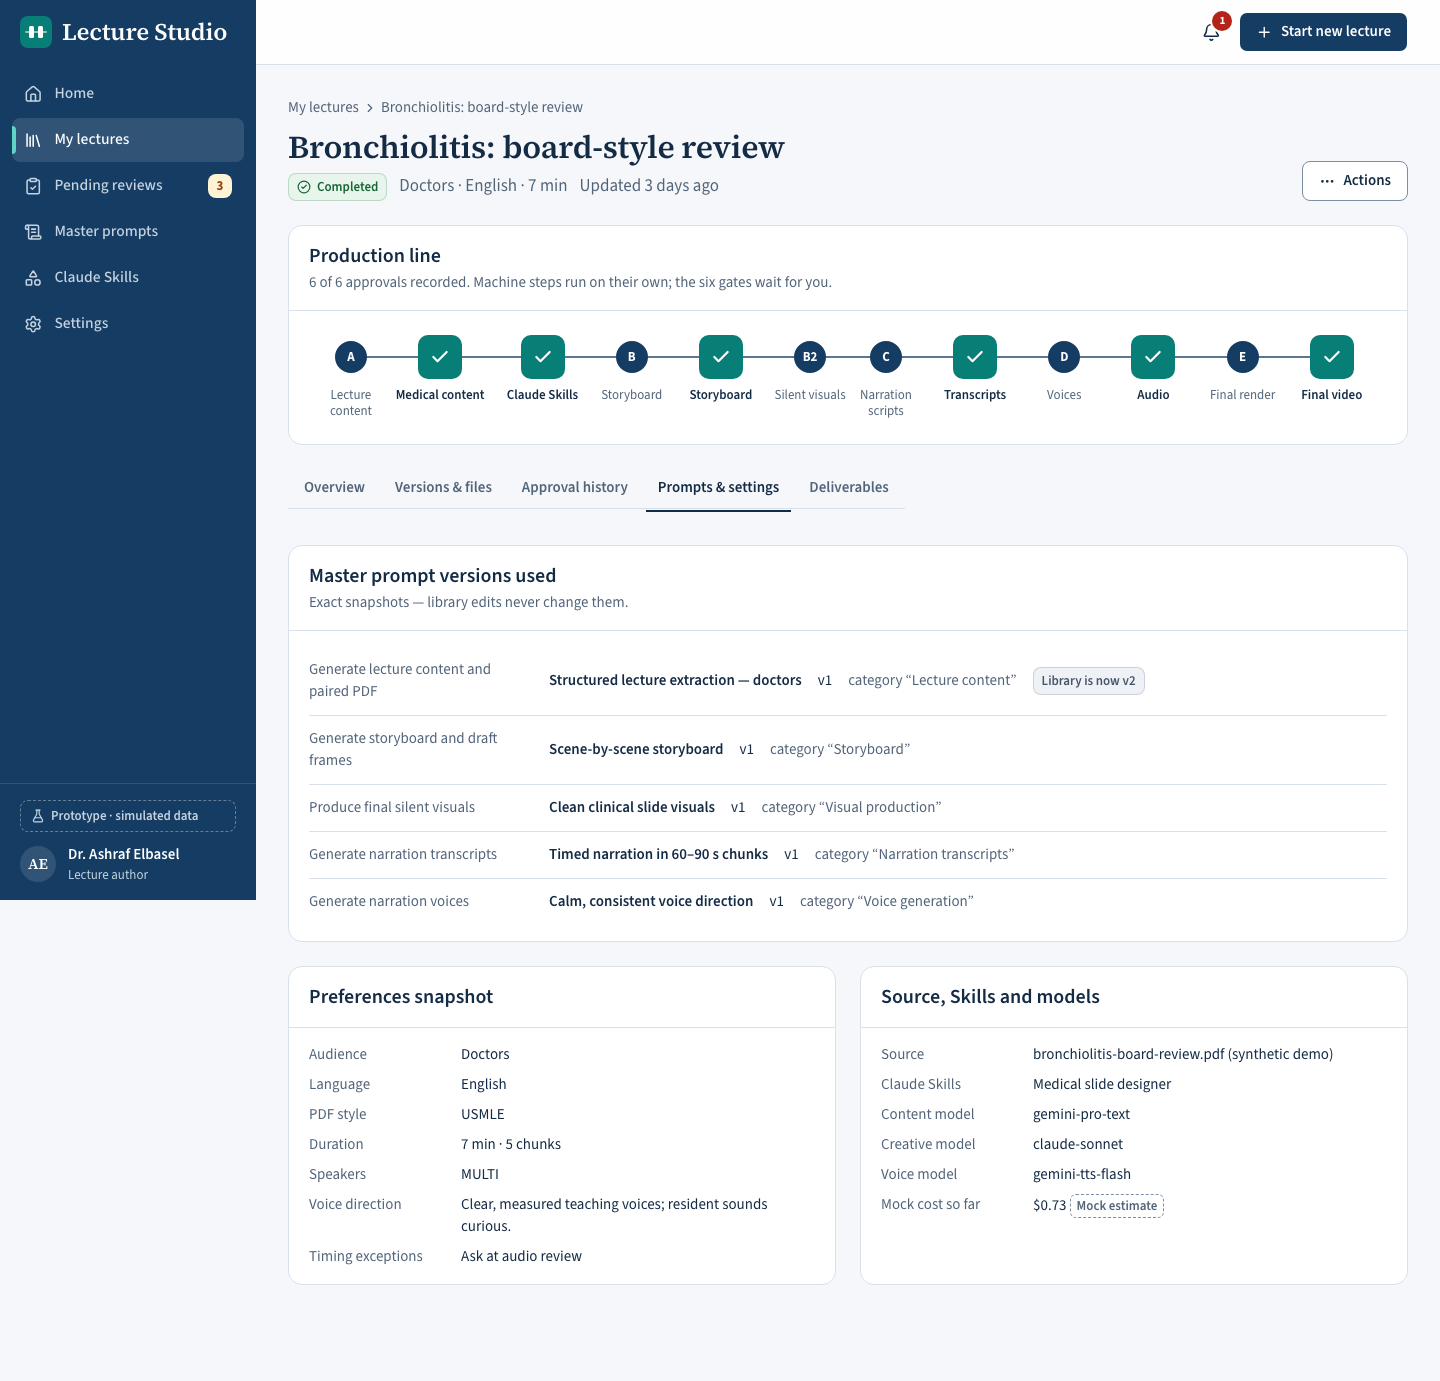 Lecture Studio
Home
My lectures
Pending reviews 3
Master prompts
Claude Skills
Settings
Prototype · simulated data
AE
Dr. Ashraf Elbasel
Lecture author
1
Start new lecture
My lectures > Bronchiolitis: board-style review
Bronchiolitis: board-style review
Completed Doctors · English · 7 min Updated 3 days ago
Actions
Production line
6 of 6 approvals recorded. Machine steps run on their own; the six gates wait for you.
A B B2 C D E
Lecture content
Medical content
Claude Skills
Storyboard
Storyboard
Silent visuals
Narration scripts
Transcripts
Voices
Audio
Final render
Final video
Overview Versions & files Approval history Prompts & settings Deliverables
Master prompt versions used
Exact snapshots — library edits never change them.
Generate lecture content and
paired PDF
Structured lecture extraction — doctors v1 category “Lecture content” Library is now v2
Generate storyboard and draft
frames
Scene-by-scene storyboard v1 category “Storyboard”
Produce final silent visuals Clean clinical slide visuals v1 category “Visual production”
Generate narration transcripts Timed narration in 60–90 s chunks v1 category “Narration transcripts”
Generate narration voices Calm, consistent voice direction v1 category “Voice generation”
Preferences snapshot
Audience Doctors
Language English
PDF style USMLE
Duration 7 min · 5 chunks
Speakers MULTI
Voice direction Clear, measured teaching voices; resident sounds
curious.
Timing exceptions Ask at audio review
Source, Skills and models
Source bronchiolitis-board-review.pdf (synthetic demo)
Claude Skills Medical slide designer
Content model gemini-pro-text
Creative model claude-sonnet
Voice model gemini-tts-flash
Mock cost so far $0.73 Mock estimate